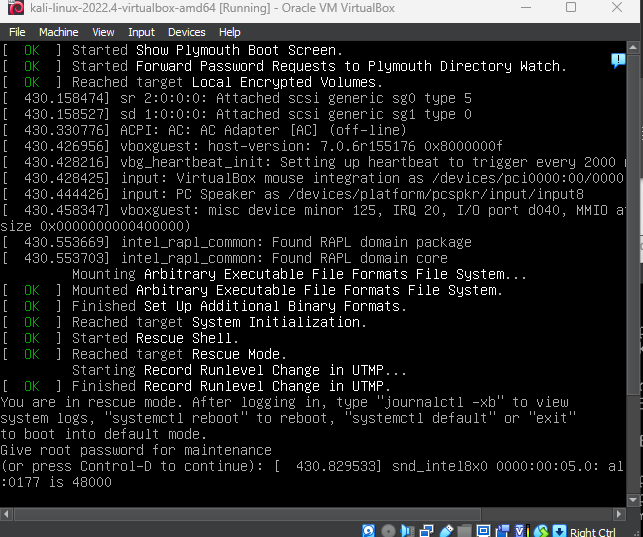 kali-linux-2022.4-virtualbox-amd64 [Running] - Oracle VM VirtualBox
File Machine View Input Devices Help
[ OK ] Started Show Plymouth Boot Screen.
[ OK ] Started Forward Password Requests to Plymouth Directory Watch.
[ OK ] Reached target Local Encrypted Volumes.
[ 430.158474] sr 2:0:0:0: Attached scsi generic sg0 type 5
[ 430.158527] sd 1:0:0:0: Attached scsi generic sg1 type 0
[ 430.330776] ACPI: AC: AC Adapter [AC] (off-line)
[ 430.426956] vboxguest: host-version: 7.0.6r155176 0x8000000f
[ 430.428216] vbg_heartbeat_init: Setting up heartbeat to trigger every 2000
[ 430.428425] input: VirtualBox mouse integration as /devices/pci0000:00/0000
[ 430.444426] input: PC Speaker as /devices/platform/pcspkr/input/input8
[ 430.458347] vboxguest: misc device minor 125, IRQ 20, I/O port d040, MMIO at
size 0x0000000000400000)
[ 430.553669] intel_rapl_common: Found RAPL domain package
[ 430.553703] intel_rapl_common: Found RAPL domain core
Mounting Arbitrary Executable File Formats File System...
[ OK ] Mounted Arbitrary Executable File Formats File System.
[ OK ] Finished Set Up Additional Binary Formats.
[ OK ] Reached target System Initialization.
[ OK ] Started Rescue Shell.
[ OK ] Reached target Rescue Mode.
Starting Record Runlevel Change in UTMP...
[ OK ] Finished Record Runlevel Change in UTMP.
You are in rescue mode. After logging in, type "journalctl -xb" to view
system logs, "systemctl reboot" to reboot, "systemctl default" or "exit"
to boot into default mode.
Give root password for maintenance
(or press Control-D to continue): [ 430.829533] snd_intel8x0 0000:00:05.0: al
:0177 is 48000
Right Ctrl